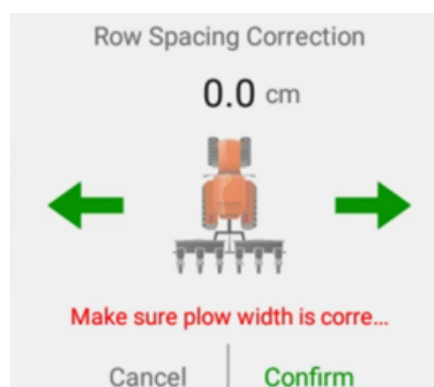 Row Spacing Correction
0.0 cm
Make sure plow width is corre...
Cancel
Confirm